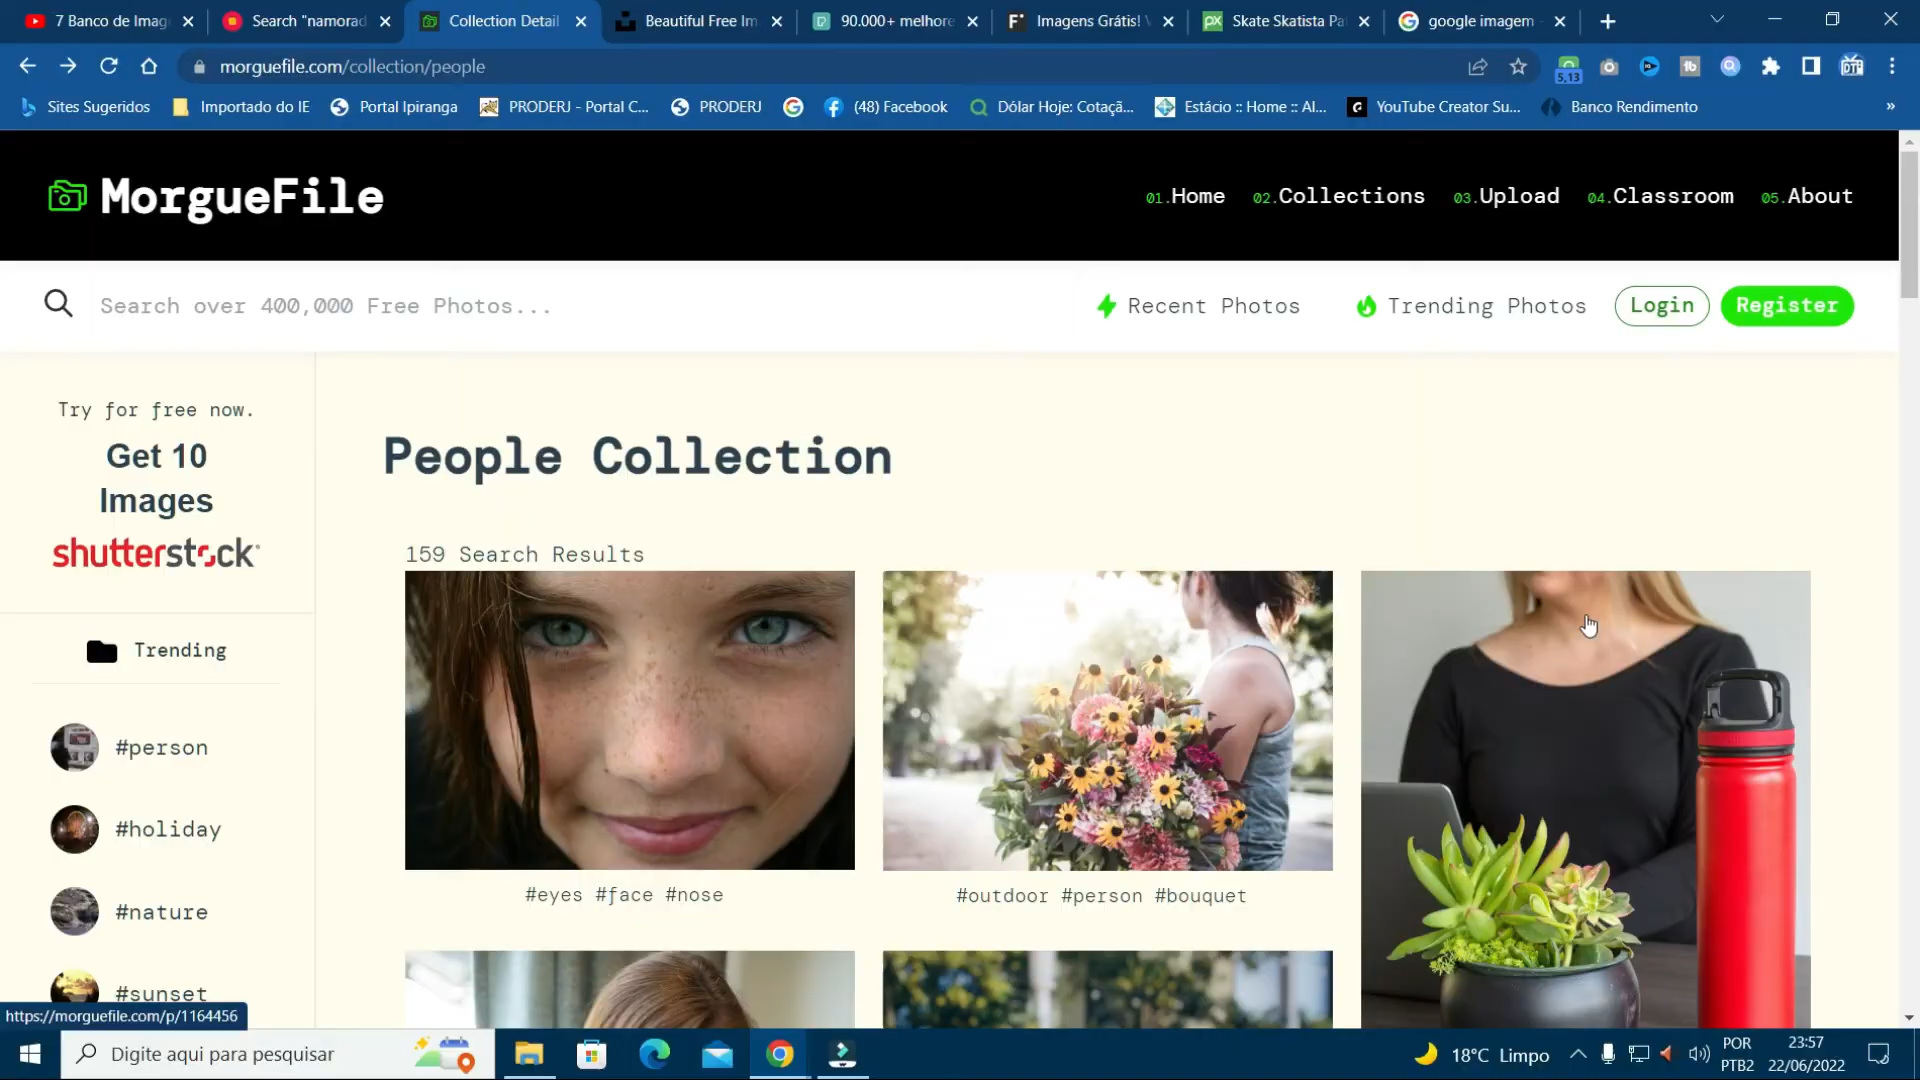 7 Banco de Imag
Search "namorad
Collection Detail
Beautiful Free Im
90.000+ melhore
Imagens Grátis! V
Skate Skatista Pa
google imagem
morguefile.com/collection/people
5,13
Sites Sugeridos
Importado do IE
Portal Ipiranga
PRODERJ - Portal C...
PRODERJ
(48) Facebook
Dólar Hoje: Cotaçã...
Estácio :: Home :: Al...
YouTube Creator Su...
Banco Rendimento
»
MorgueFile
01.Home
02.Collections
03.Upload
04.Classroom
05.About
Search over 400,000 Free Photos...
Recent Photos
Trending Photos
Login
Register
Try for free now.
Get 10
Images
shutterstock
Trending
#person
#holiday
#nature
#sunset
People Collection
159 Search Results
#eyes #face #nose
#outdoor #person #bouquet
https://morguefile.com/p/1164456
Digite aqui para pesquisar
18°C Limpo
POR
PTB2
23:57
22/06/2022